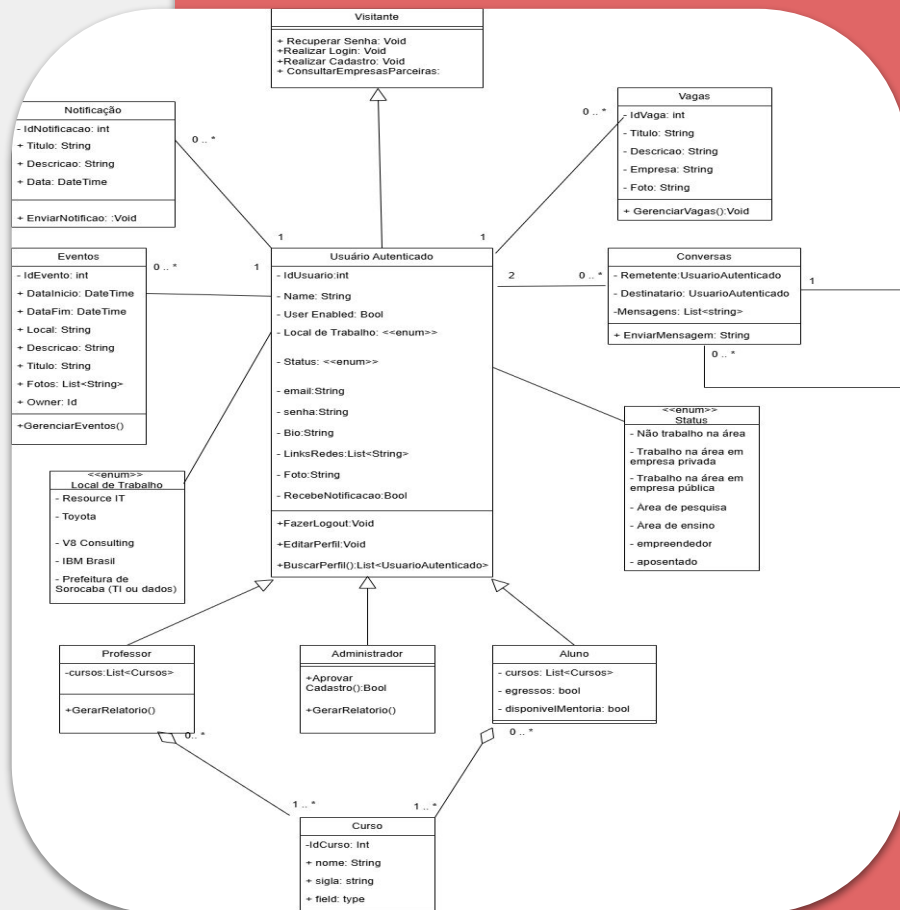 Visitante
+ Recuperar Senha: Void
+Realizar Login: Void
+Realizar Cadastro: Void
+ ConsultarEmpresasParceiras:
Notificação
- IdNotificacao: int
+ Titulo: String
+ Descricao: String
+ Data: DateTime
+ EnviarNotificao: :Void
0 .. *
1
Vagas
- IdVaga: int
- Titulo: String
- Descricao: String
- Empresa: String
- Foto: String
+ GerenciarVagas():Void
0 .. *
1
Eventos
- IdEvento: int
+ DataInicio: DateTime
+ DataFim: DateTime
+ Local: String
+ Descricao: String
+ Titulo: String
+ Fotos: List<String>
+ Owner: Id
+GerenciarEventos()
0 .. *
1
Usuário Autenticado
- IdUsuario:int
- Name: String
- User Enabled: Bool
- Local de Trabalho: <<enum>>
- Status: <<enum>>
- email:String
- senha:String
- Bio:String
- LinksRedes:List<String>
- Foto:String
- RecebeNotificacao:Bool
+FazerLogout:Void
+EditarPerfil:Void
+BuscarPerfil():List<UsuarioAutenticado>
2
0 .. *
Conversas
- Remetente:UsuarioAutenticado
- Destinatario: UsuarioAutenticado
-Mensagens: List<string>
+ EnviarMensagem: String
1
0 .. *
<<enum>>
Status
- Não trabalho na área
- Trabalho na área em
empresa privada
- Trabalho na área em
empresa pública
- Área de pesquisa
- Área de ensino
- empreendedor
- aposentado
<<enum>>
Local de Trabalho
- Resource IT
- Toyota
- V8 Consulting
- IBM Brasil
- Prefeitura de
Sorocaba (TI ou dados)
Professor
-cursos:List<Cursos>
+GerarRelatorio()
0.. *
Administrador
+Aprovar
Cadastro():Bool
+GerarRelatorio()
Aluno
- cursos: List<Cursos>
- egressos: bool
- disponivelMentoria: bool
0 .. *
1 .. *
1 .. *
Curso
-IdCurso: Int
+ nome: String
+ sigla: string
+ field: type